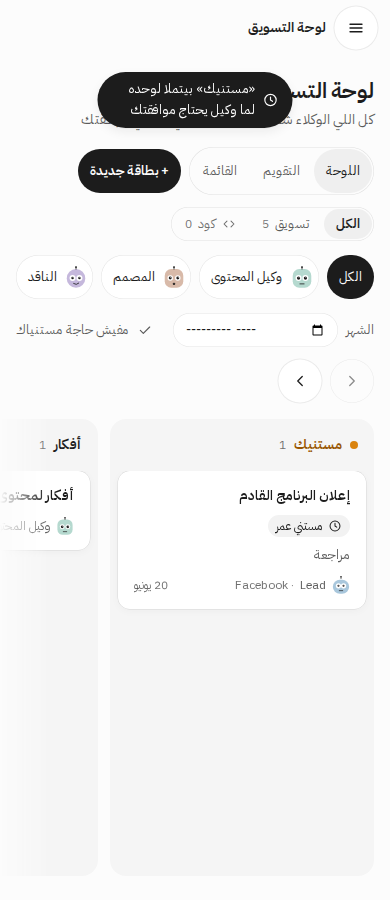 لوحة التسويق
لوحة التس
«مستنيك» بيتملا لوحده
لما وكيل يحتاج موافقتك
كل اللي الوكلاء
اللوحة
التقويم
القائمة
+ بطاقة جديدة
الكل
تسويق 5
كود 0
الكل
وكيل المحتوى
المصمم
الناقد
الشهر
--------- ----
مفيش حاجة مستنياك
مستنيك 1
إعلان البرنامج القادم
مستني عمر
مراجعة
Lead · Facebook
20 يونيو
أفكار 1
أفكار لمحتوى
وكيل المح